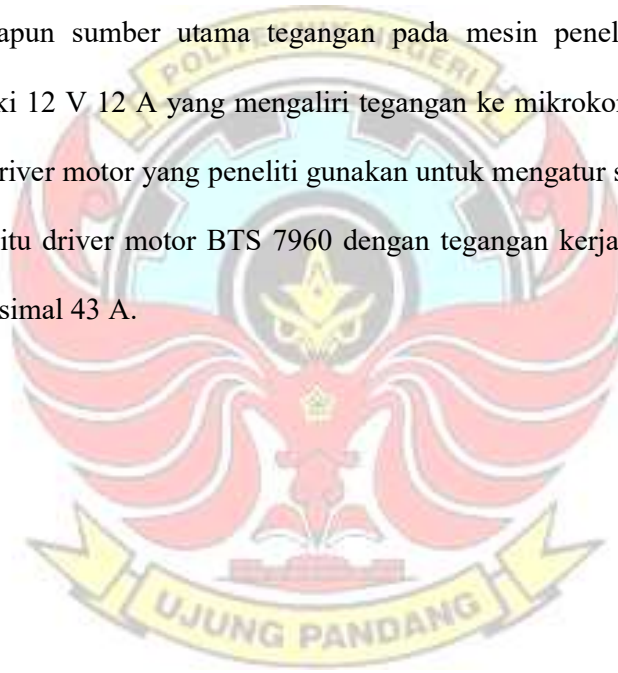 apun sumber utama tegangan pada mesin penel
ki 12 V 12 A yang mengaliri tegangan ke mikroko
river motor yang peneliti gunakan untuk mengatur s
itu driver motor BTS 7960 dengan tegangan kerja
simal 43 A.
POLITEKNIK NEGERI
UJUNG PANDANG